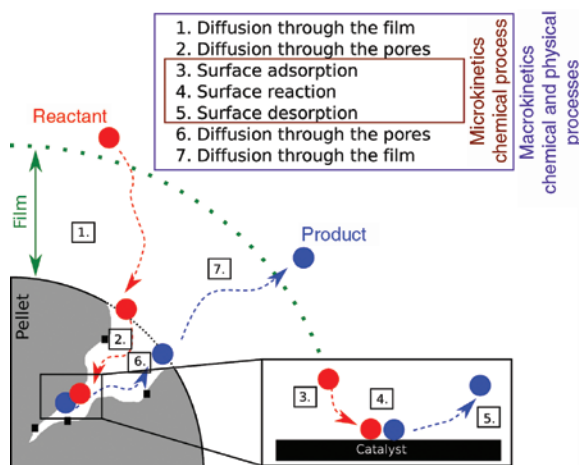 1. Diffusion through the film
2. Diffusion through the pores
3. Surface adsorption
4. Surface reaction
5. Surface desorption
6. Diffusion through the pores
7. Diffusion through the film
Microkinetics
chemical process
Macrokinetics
chemical and physical
processes
Reactant
Film
1.
7.
Product
Pellet
2.
6.
3.
4.
5.
Catalyst